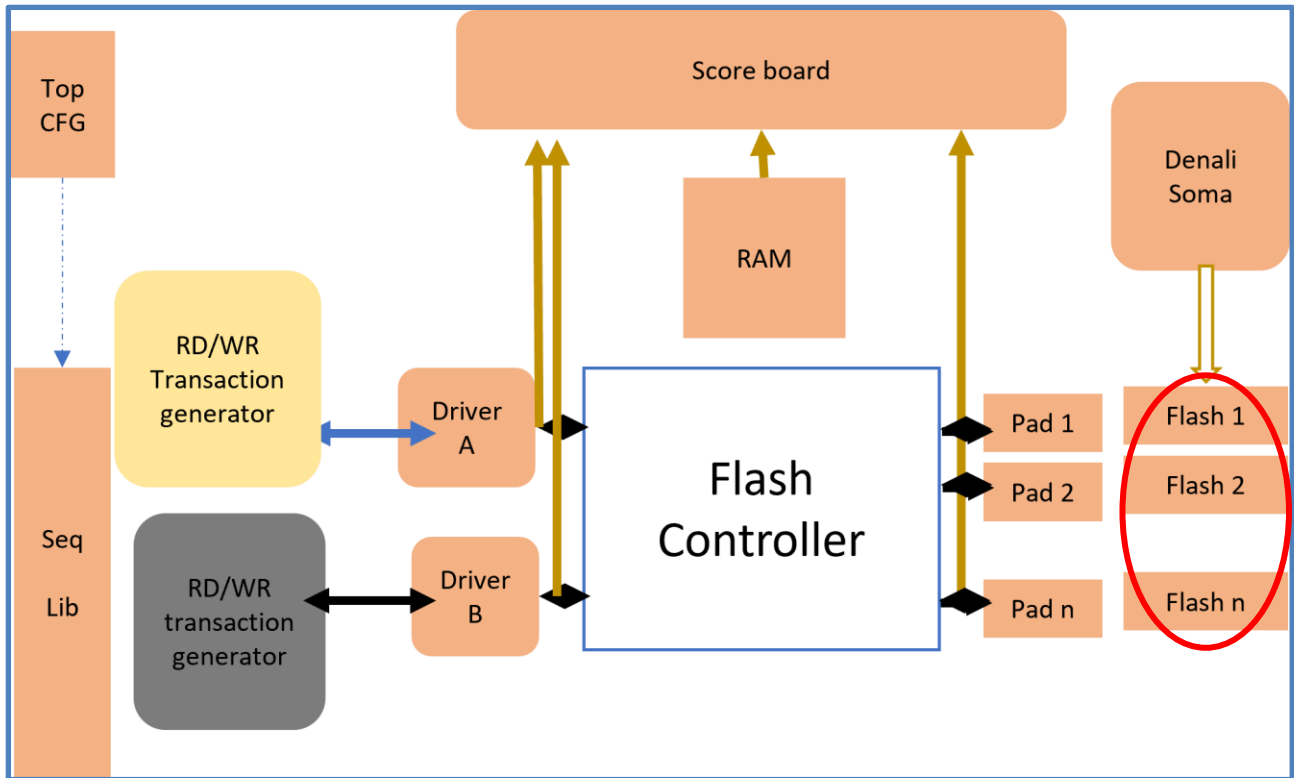 Top
CFG
Score board
Denali
Soma
RAM
RD/WR
Transaction
generator
Driver
A
Flash
Controller
Pad 1
Flash 1
Pad 2
Flash 2
Seq
Lib
RD/WR
transaction
generator
Driver
B
Pad n
Flash n